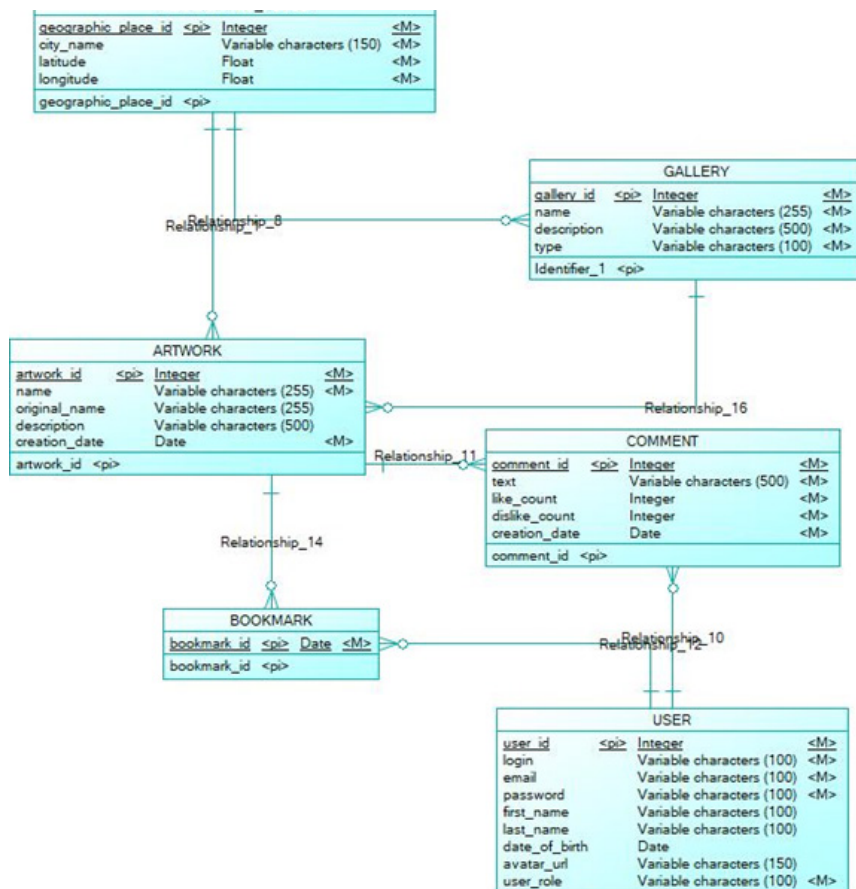 geographic_place_id <pi> Integer <M>
city_name Variable characters (150) <M>
latitude Float <M>
longitude Float <M>
geographic_place_id <pi>
GALLERY
gallery_id <pi> Integer <M>
name Variable characters (255) <M>
description Variable characters (500) <M>
type Variable characters (100) <M>
Identifier_1 <pi>
Relationship_8
Relationship_1
ARTWORK
artwork_id <pi> Integer <M>
name Variable characters (255) <M>
original_name Variable characters (255)
description Variable characters (500)
creation_date Date <M>
artwork_id <pi>
Relationship_16
Relationship_11
COMMENT
comment_id <pi> Integer <M>
text Variable characters (500) <M>
like_count Integer <M>
dislike_count Integer <M>
creation_date Date <M>
comment_id <pi>
Relationship_14
BOOKMARK
bookmark_id <pi> Date <M>
bookmark_id <pi>
Relationship_10
Relationship_12
USER
user_id <pi> Integer <M>
login Variable characters (100) <M>
email Variable characters (100) <M>
password Variable characters (100) <M>
first_name Variable characters (100)
last_name Variable characters (100)
date_of_birth Date
avatar_url Variable characters (150)
user_role Variable characters (100) <M>